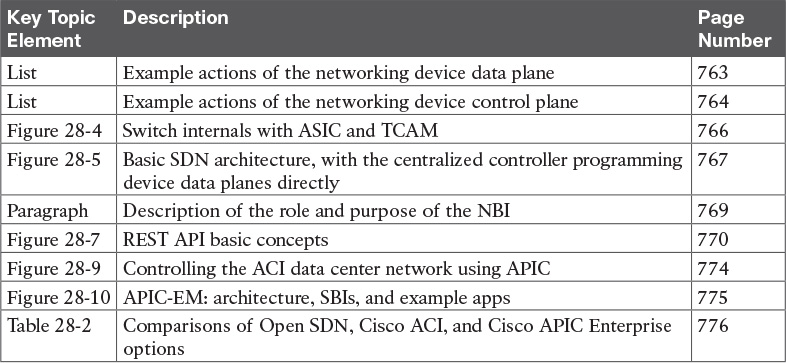 Key Topic Element Description Page Number
List Example actions of the networking device data plane 763
List Example actions of the networking device control plane 764
Figure 28-4 Switch internals with ASIC and TCAM 766
Figure 28-5 Basic SDN architecture, with the centralized controller programming 767
device data planes directly
Paragraph Description of the role and purpose of the NBI 769
Figure 28-7 REST API basic concepts 770
Figure 28-9 Controlling the ACI data center network using APIC 774
Figure 28-10 APIC-EM: architecture, SBIs, and example apps 775
Table 28-2 Comparisons of Open SDN, Cisco ACI, and Cisco APIC Enterprise 776
options